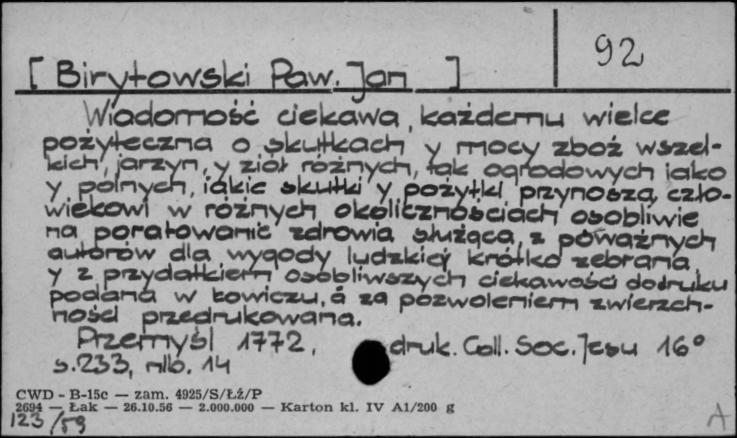 92
[ Birytowski Paw. Jan ]
Wiadomość ciekawa, każdemu wielce
pożyteczna o skutkach y mocy zboż wszel-
kich, jarzyn, y ziół różnych, tak ogrodowych iako
y polnych, iakie skutki y pożytki przynoszą czło-
wiekowi w różnych okolicznościach osobliwie
na poratowanie zdrowia służąca, z poważnych
autorów dla wygody ludzkiey krótko zebrana,
y z przydatkiem osobliwszych ciekawości do druku
podana w Łowiczu, á za pozwoleniem zwierzch-
ności przedrukowana.
Przemyśl 1772, druk. Coll. Soc. Jesu 16°
s. 233, nlb. 14
CWD - B-15c — zam. 4925/S/Łż/P
2694 — Łak — 26.10.56 — 2.000.000 — Karton kl. IV A1/200 g
123/59
A